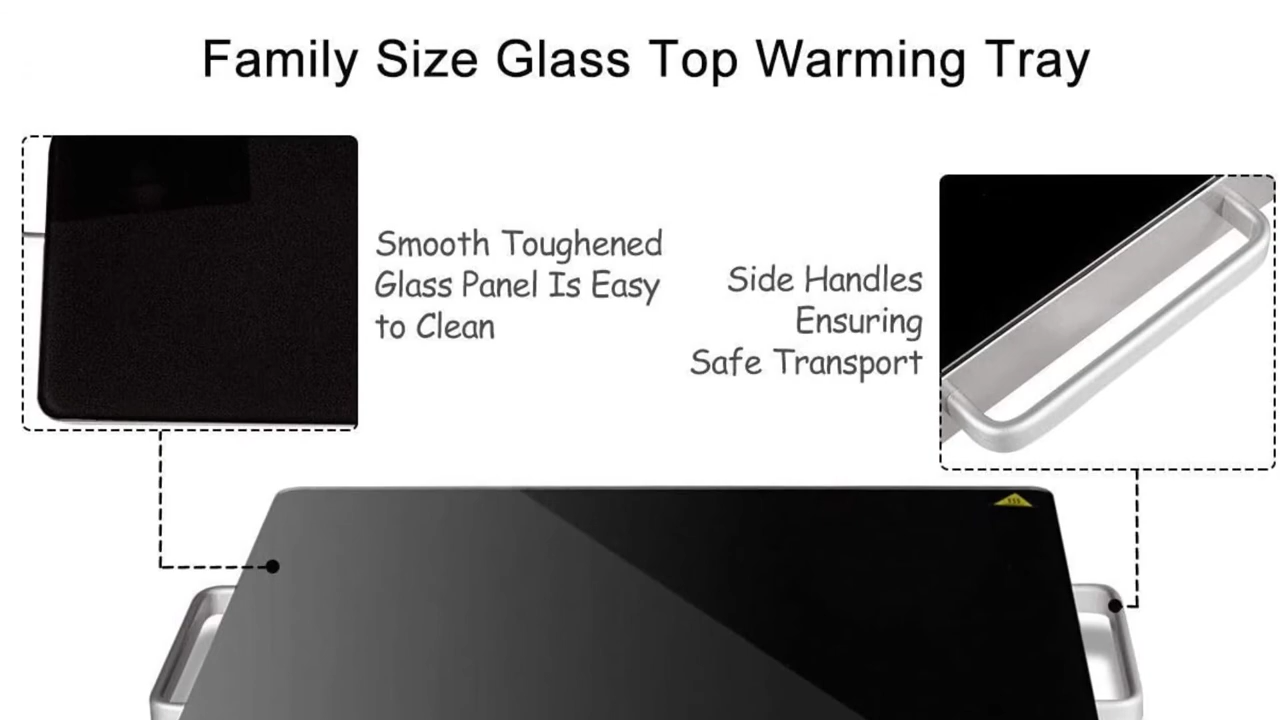 Family Size Glass Top Warming Tray
Smooth Toughened
Glass Panel Is Easy
to Clean
Side Handles
Ensuring
Safe Transport